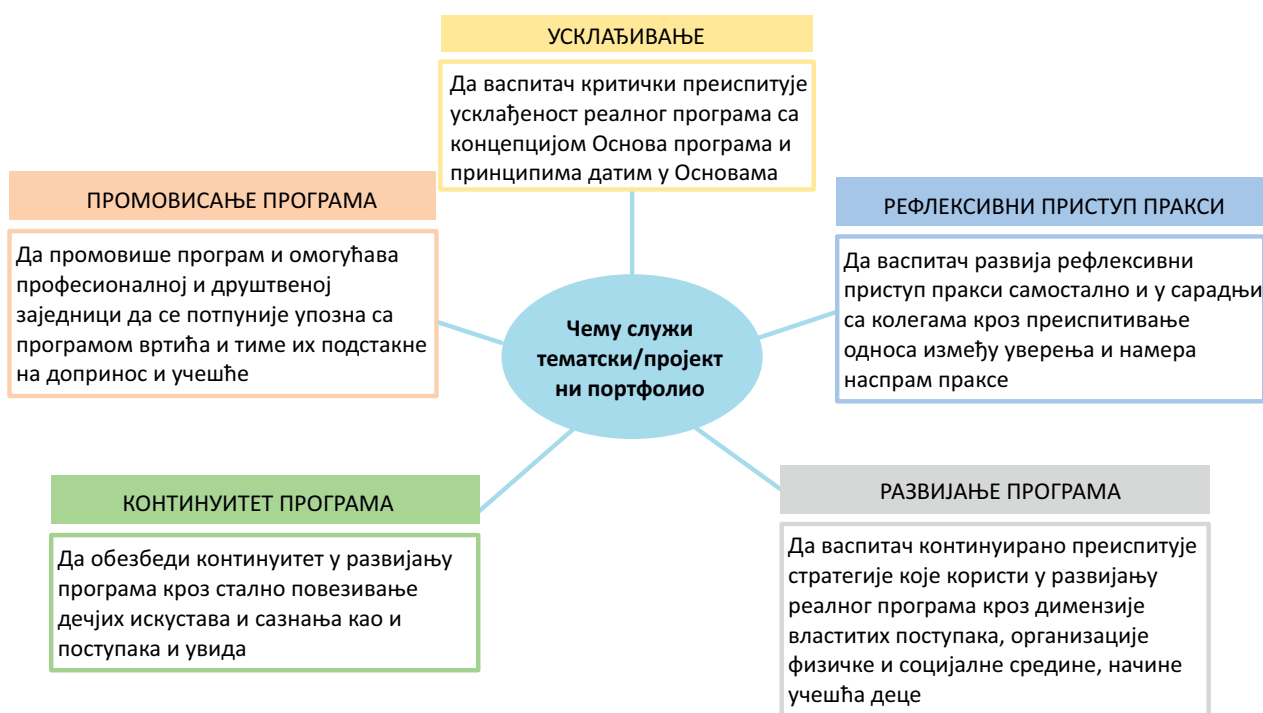 УСКЛАЂИВАЊЕ
Да васпитач критички преиспитује
усклађеност реалног програма са
концепцијом Основа програма и
принципима датим у Основама
ПРОМОВИСАЊЕ ПРОГРАМА
Да промовише програм и омогућава
професионалној и друштвеној
заједници да се потпуније упозна са
програмом вртића и тиме их подстакне
на допринос и учешће
РЕФЛЕКСИВНИ ПРИСТУП ПРАКСИ
Да васпитач развија рефлексивни
приступ пракси самостално и у сарадњи
са колегама кроз преиспитивање
односа између уверења и намера
наспрам праксе
Чему служи
тематски/пројект
ни портфолио
КОНТИНУИТЕТ ПРОГРАМА
Да обезбеди континуитет у развијању
програма кроз стално повезивање
дечјих искустава и сазнања као и
поступака и увида
РАЗВИЈАЊЕ ПРОГРАМА
Да васпитач континуирано преиспитује
стратегије које користи у развијању
реалног програма кроз димензије
властитих поступака, организације
физичке и социјалне средине, начине
учешћа деце